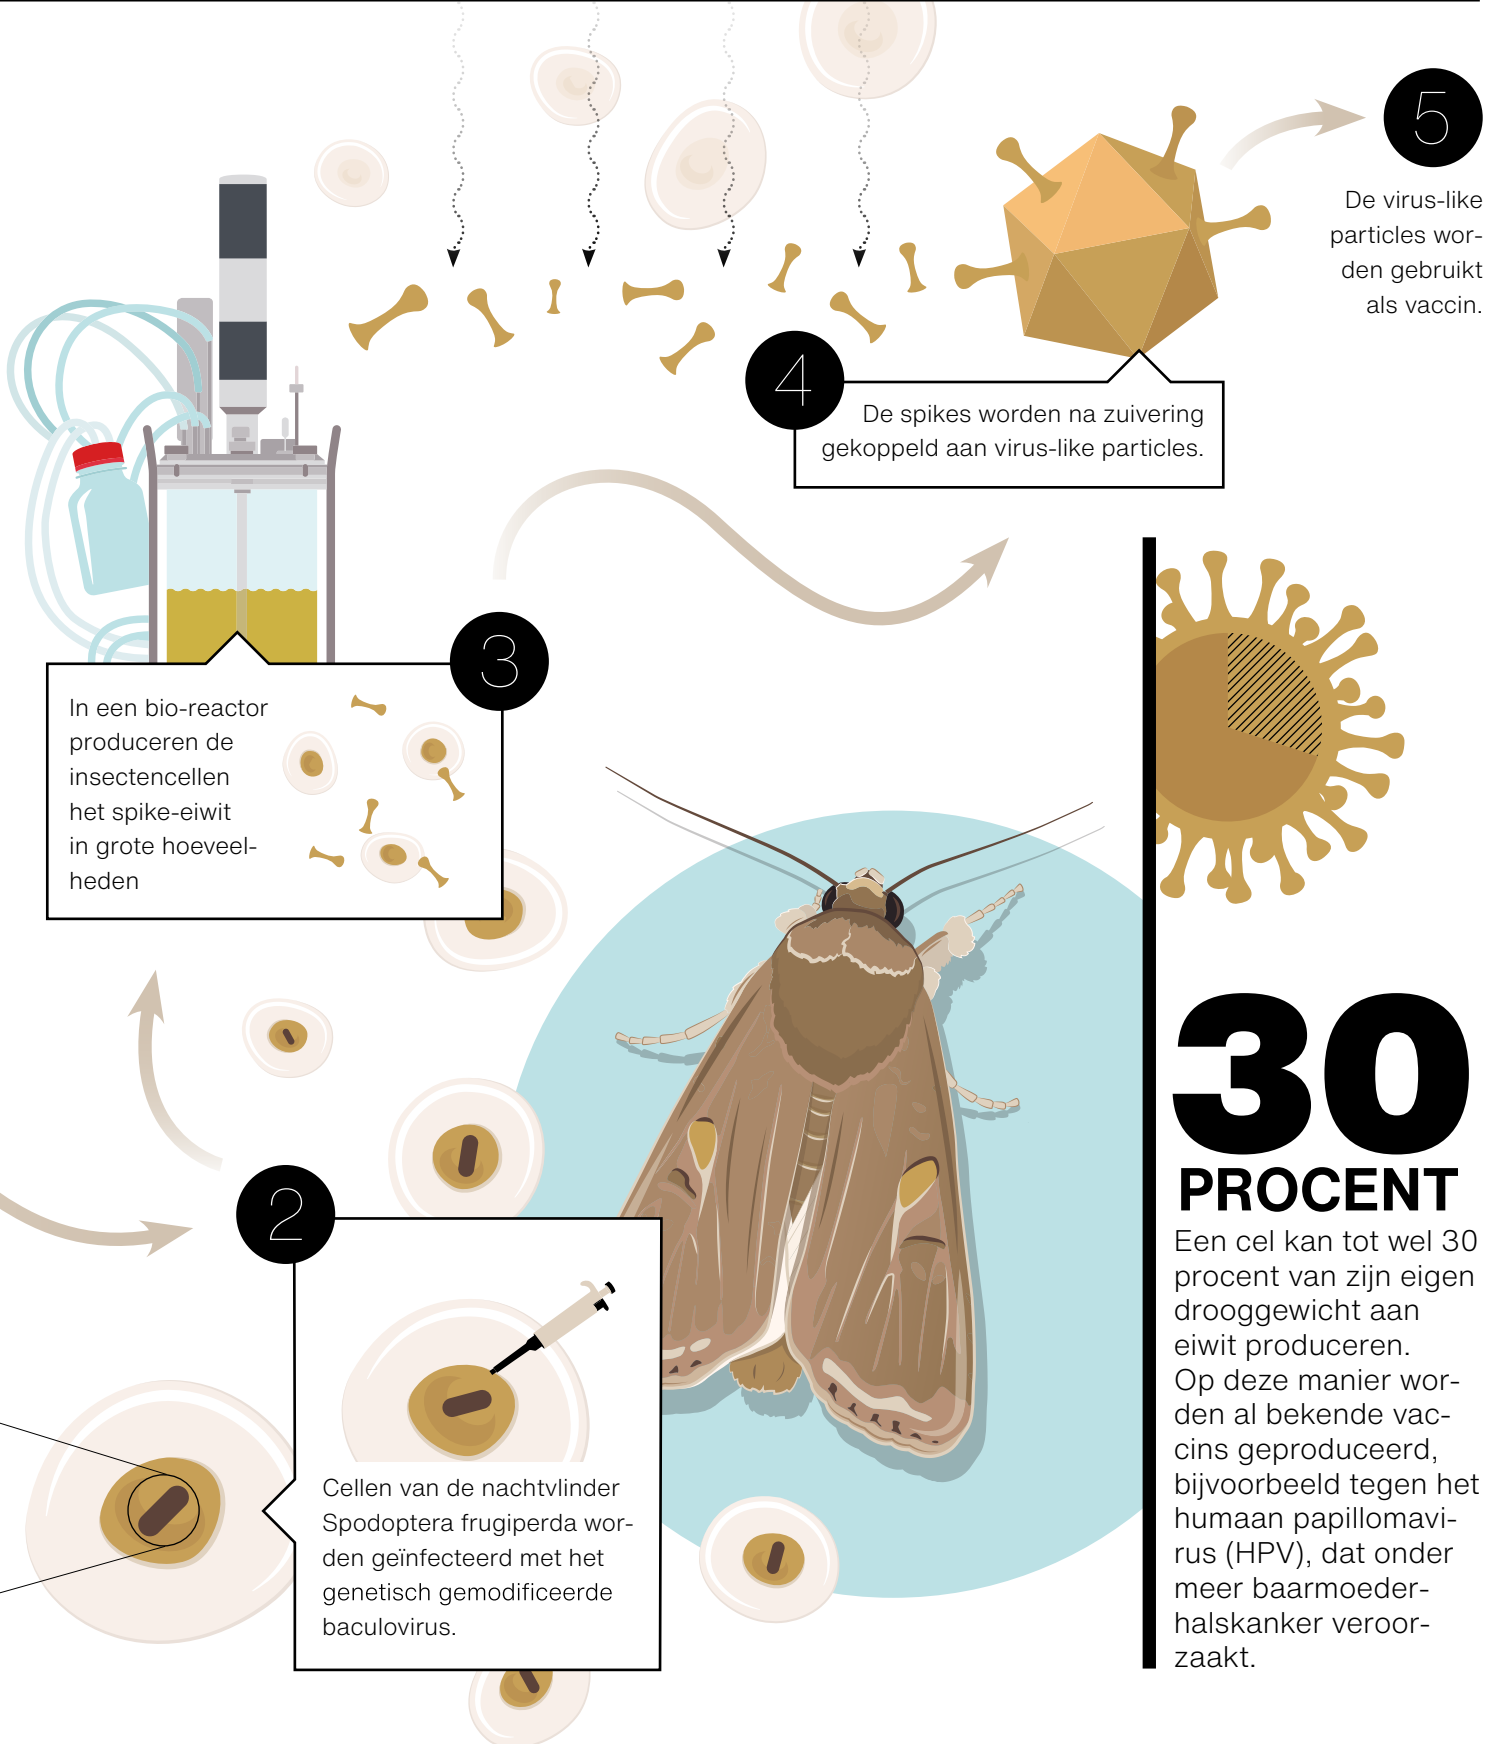 5
De virus-like
particles wor-
den gebruikt
als vaccin.
4
De spikes worden na zuivering
gekoppeld aan virus-like particles.
3
In een bio-reactor
produceren de
insectencellen
het spike-eiwit
in grote hoeveel-
heden
2
Cellen van de nachtvlinder
Spodoptera frugiperda wor-
den geïnfecteerd met het
genetisch gemodificeerde
baculovirus.
30
PROCENT
Een cel kan tot wel 30
procent van zijn eigen
drooggewicht aan
eiwit produceren.
Op deze manier wor-
den al bekende vac-
cins geproduceerd,
bijvoorbeeld tegen het
humaan papillomavi-
rus (HPV), dat onder
meer baarmoeder-
halskanker veroor-
zaakt.